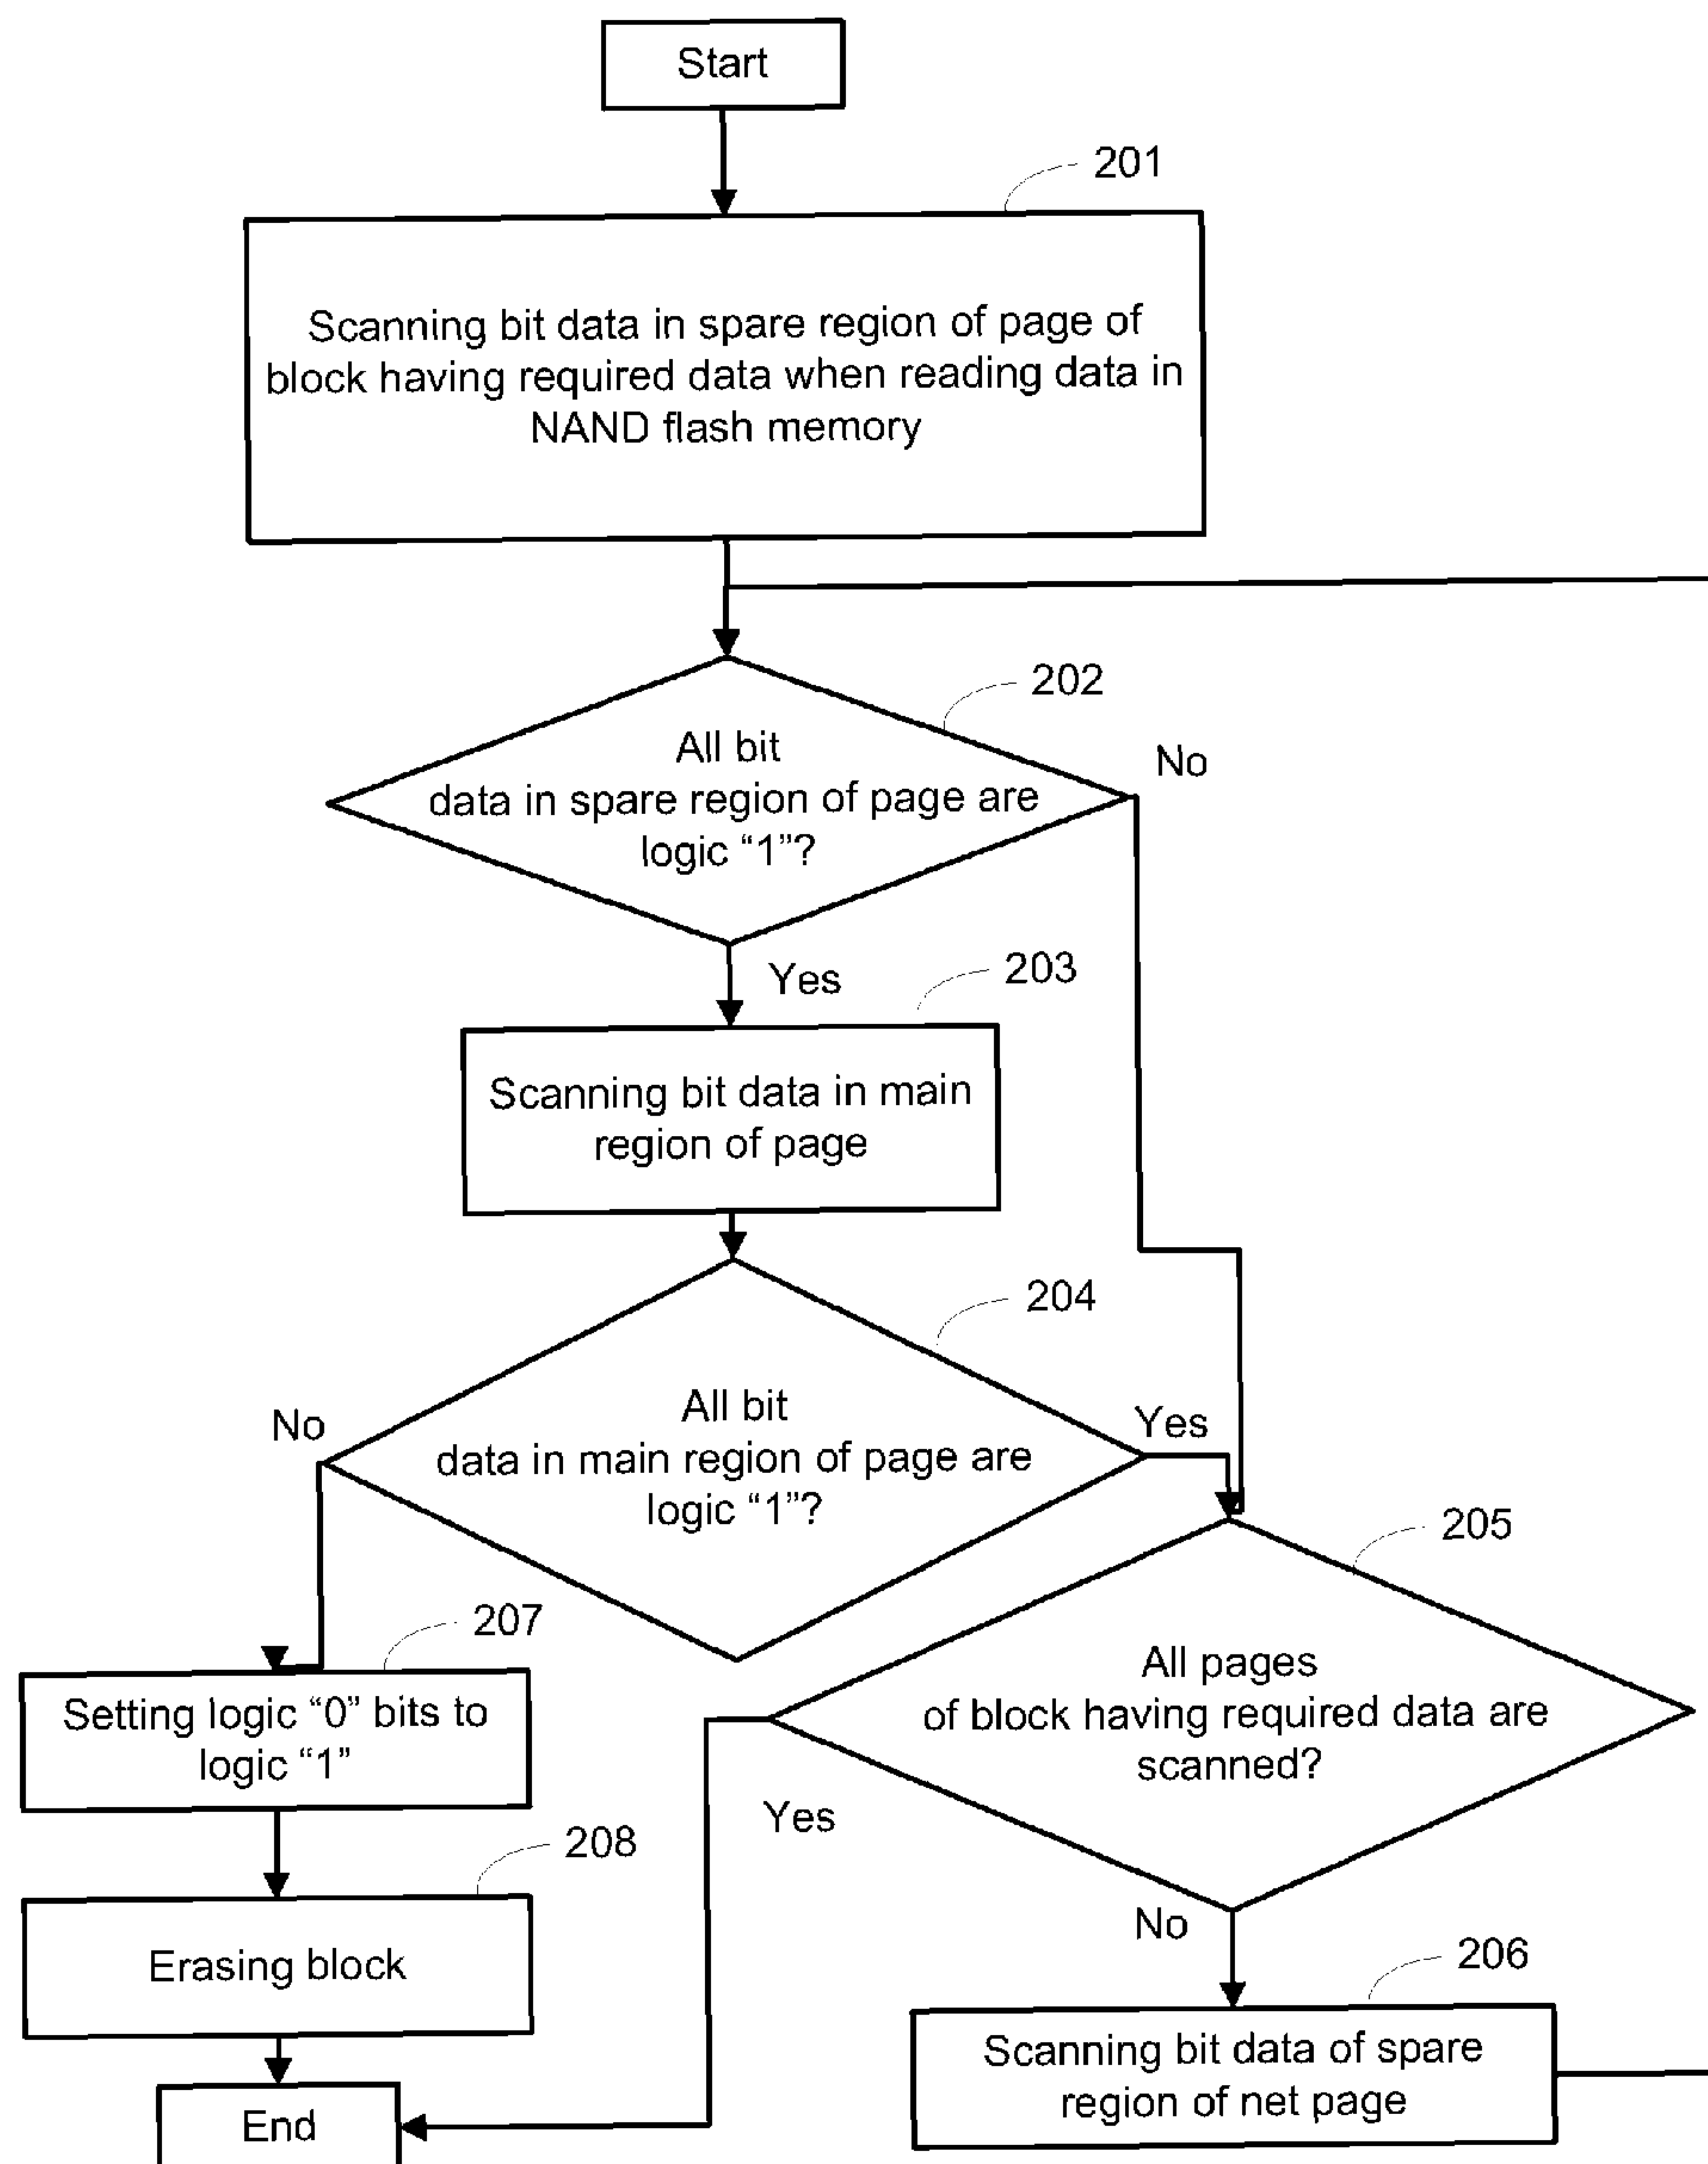 Start
201
Scanning bit data in spare region of page of
block having required data when reading data in
NAND flash memory
202
All bit
data in spare region of page are
logic “1”?
No
Yes
203
Scanning bit data in main
region of page
204
All bit
data in main region of page are
logic “1”?
No
Yes
205
All pages
of block having required data are
scanned?
207
Setting logic “0” bits to
logic “1”
Yes
208
Erasing block
No
206
Scanning bit data of spare
region of net page
End